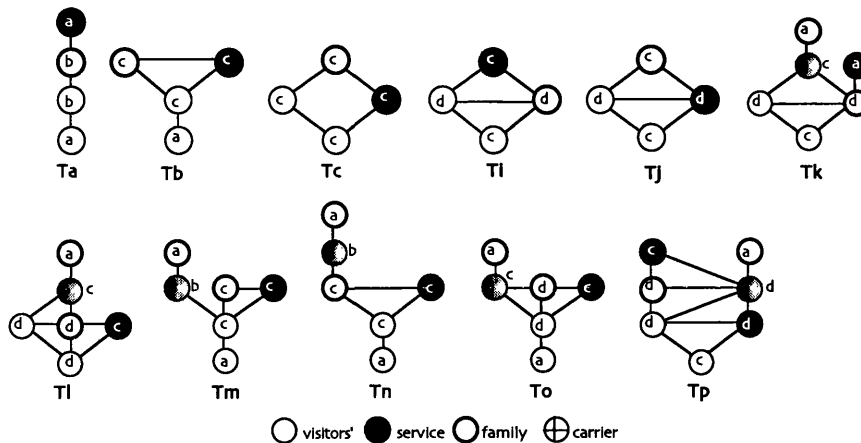 a
a
b c c c c c c a
b c c c d d d d d d
a a c c c c
Ta Tb Tc Ti Tj Tk
a
a a b a c a
c b c c c c c d c d d
d d c c c d d d
d a a a c
Tl Tm Tn To Tp
visitors' service family carrier